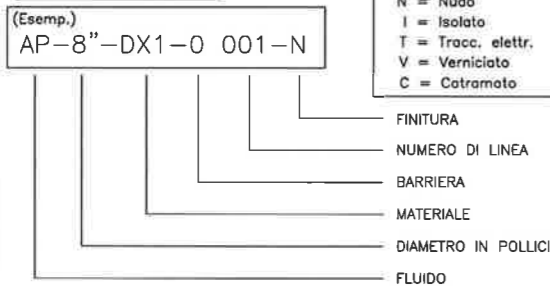 (Esemp.)
AP-8"-DX1-0 001-N
N = Nudo
I = Isolato
T = Tracc. elettr.
V = Verniciato
C = Catramato
FINITURA
NUMERO DI LINEA
BARRIERA
MATERIALE
DIAMETRO IN POLLICI
FLUIDO